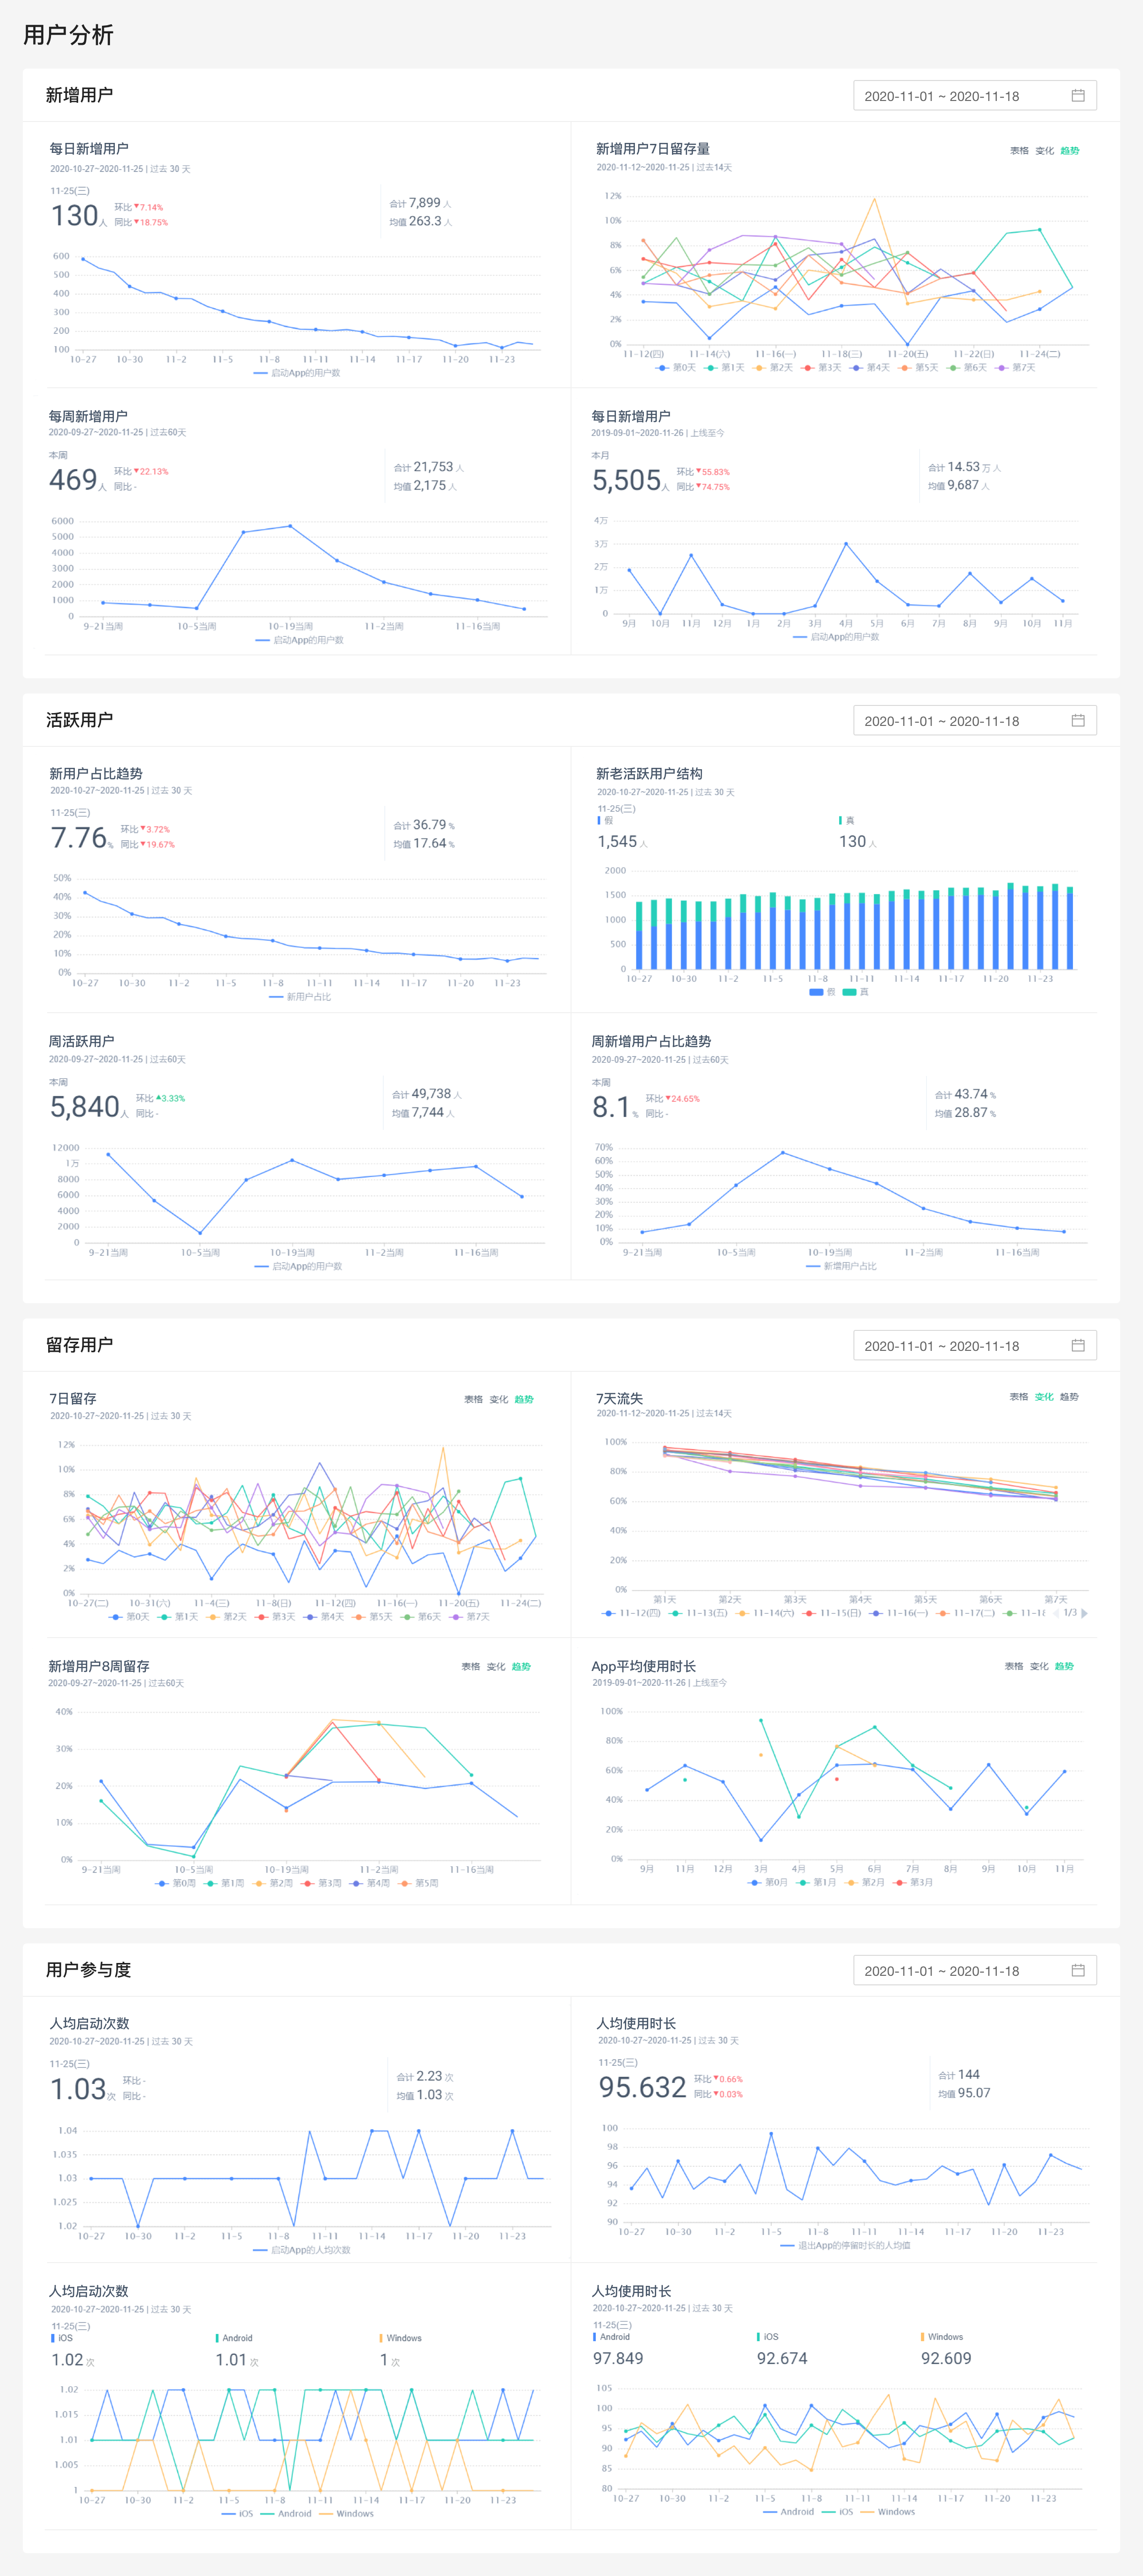 用户分析
新增用户
2020-11-01 ~ 2020-11-18
每日新增用户
2020-10-27~2020-11-25 | 过去 30 天
11-25(三)
130人 环比▼7.14%
同比▼18.75%
合计 7,899 人
均值 263.3 人
600
500
400
300
200
100
10-27 10-30 11-2 11-5 11-8 11-11 11-14 11-17 11-20 11-23
启动App的用户数
新增用户7日留存量
表格 变化 趋势
2020-11-12~2020-11-25 | 过去14天
12%
10%
8%
6%
4%
2%
0%
11-12(四) 11-14(六) 11-16(一) 11-18(三) 11-20(五) 11-22(日) 11-24(二)
第0天 第1天 第2天 第3天 第4天 第5天 第6天 第7天
每周新增用户
2020-09-27~2020-11-25 | 过去60天
本周
469人 环比▼22.13%
同比 -
合计 21,753 人
均值 2,175 人
6000
5000
4000
3000
2000
1000
0
9-21当周 10-5当周 10-19当周 11-2当周 11-16当周
启动App的用户数
每日新增用户
2019-09-01~2020-11-26 | 上线至今
本月
5,505人 环比▼55.83%
同比▼74.75%
合计 14.53 万 人
均值 9,687 人
4万
3万
2万
1万
0
9月 10月 11月 12月 1月 2月 3月 4月 5月 6月 7月 8月 9月 10月 11月
启动App的用户数
活跃用户
2020-11-01 ~ 2020-11-18
新用户占比趋势
2020-10-27~2020-11-25 | 过去 30 天
11-25(三)
7.76% 环比▼3.72%
同比▼19.67%
合计 36.79 %
均值 17.64 %
50%
40%
30%
20%
10%
0%
10-27 10-30 11-2 11-5 11-8 11-11 11-14 11-17 11-20 11-23
新用户占比
新老活跃用户结构
2020-10-27~2020-11-25 | 过去 30 天
11-25(三)
假 真
1,545 人 130 人
2000
1500
1000
500
0
10-27 10-30 11-2 11-5 11-8 11-11 11-14 11-17 11-20 11-23
假 真
周活跃用户
2020-09-27~2020-11-25 | 过去60天
本周
5,840人 环比▲3.33%
同比 -
合计 49,738 人
均值 7,744 人
12000
1万
8000
6000
4000
2000
0
9-21当周 10-5当周 10-19当周 11-2当周 11-16当周
启动App的用户数
周新增用户占比趋势
2020-09-27~2020-11-25 | 过去60天
本周
8.1% 环比▼24.65%
同比 -
合计 43.74 %
均值 28.87 %
70%
60%
50%
40%
30%
20%
10%
0%
9-21当周 10-5当周 10-19当周 11-2当周 11-16当周
新增用户占比
留存用户
2020-11-01 ~ 2020-11-18
7日留存
表格 变化 趋势
2020-10-27~2020-11-25 | 过去 30 天
12%
10%
8%
6%
4%
2%
0%
10-27(二) 10-31(六) 11-4(三) 11-8(日) 11-12(四) 11-16(一) 11-20(五) 11-24(二)
第0天 第1天 第2天 第3天 第4天 第5天 第6天 第7天
7天流失
表格 变化 趋势
2020-11-12~2020-11-25 | 过去14天
100%
80%
60%
40%
20%
0%
第1天 第2天 第3天 第4天 第5天 第6天 第7天
11-12(四) 11-13(五) 11-14(六) 11-15(日) 11-16(一) 11-17(二) 11-18 1/3
新增用户8周留存
表格 变化 趋势
2020-09-27~2020-11-25 | 过去60天
40%
30%
20%
10%
0%
9-21当周 10-5当周 10-19当周 11-2当周 11-16当周
第0周 第1周 第2周 第3周 第4周 第5周
App平均使用时长
表格 变化 趋势
2019-09-01~2020-11-26 | 上线至今
100%
80%
60%
40%
20%
0%
9月 11月 12月 3月 4月 5月 6月 7月 8月 9月 10月 11月
第0月 第1月 第2月 第3月
用户参与度
2020-11-01 ~ 2020-11-18
人均启动次数
2020-10-27~2020-11-25 | 过去 30 天
11-25(三)
1.03次 环比 -
同比 -
合计 2.23 次
均值 1.03 次
1.04
1.035
1.03
1.025
1.02
10-27 10-30 11-2 11-5 11-8 11-11 11-14 11-17 11-20 11-23
启动App的人均次数
人均使用时长
2020-10-27~2020-11-25 | 过去 30 天
11-25(三)
95.632 环比▼0.66%
同比▼0.03%
合计 144
均值 95.07
100
98
96
94
92
90
10-27 10-30 11-2 11-5 11-8 11-11 11-14 11-17 11-20 11-23
退出App的停留时长的人均值
人均启动次数
2020-10-27~2020-11-25 | 过去 30 天
11-25(三)
iOS Android Windows
1.02 次 1.01 次 1 次
1.02
1.015
1.01
1.005
1
10-27 10-30 11-2 11-5 11-8 11-11 11-14 11-17 11-20 11-23
iOS Android Windows
人均使用时长
2020-10-27~2020-11-25 | 过去 30 天
11-25(三)
Android iOS Windows
97.849 92.674 92.609
105
100
95
90
85
80
10-27 10-30 11-2 11-5 11-8 11-11 11-14 11-17 11-20 11-23
Android iOS Windows